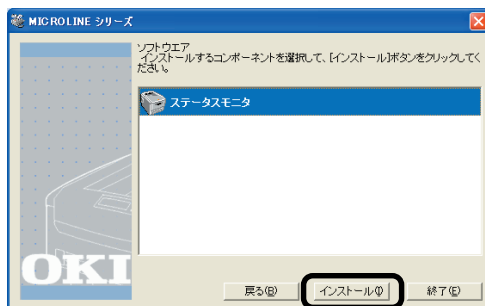 MICROLINE シリーズ
ソフトウエア
インストールするコンポーネントを選択して、[インストール]ボタンをクリックしてく
ださい。
ステータスモニタ
OKI
戻る(B) インストール(I) 終了(E)